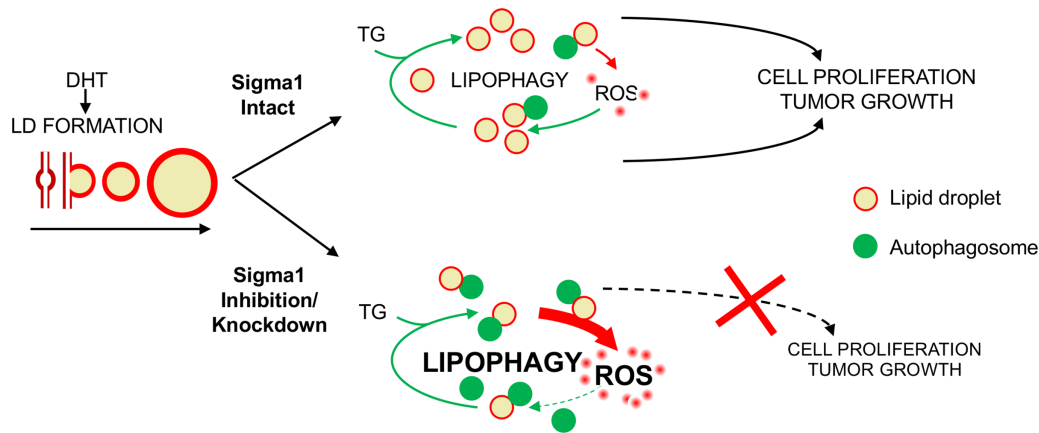 DHT
LD FORMATION
Sigma1
Intact
TG
LIPOPHAGY
ROS
CELL PROLIFERATION
TUMOR GROWTH
Lipid droplet
Autophagosome
Sigma1
Inhibition/
Knockdown
TG
LIPOPHAGY
ROS
CELL PROLIFERATION
TUMOR GROWTH